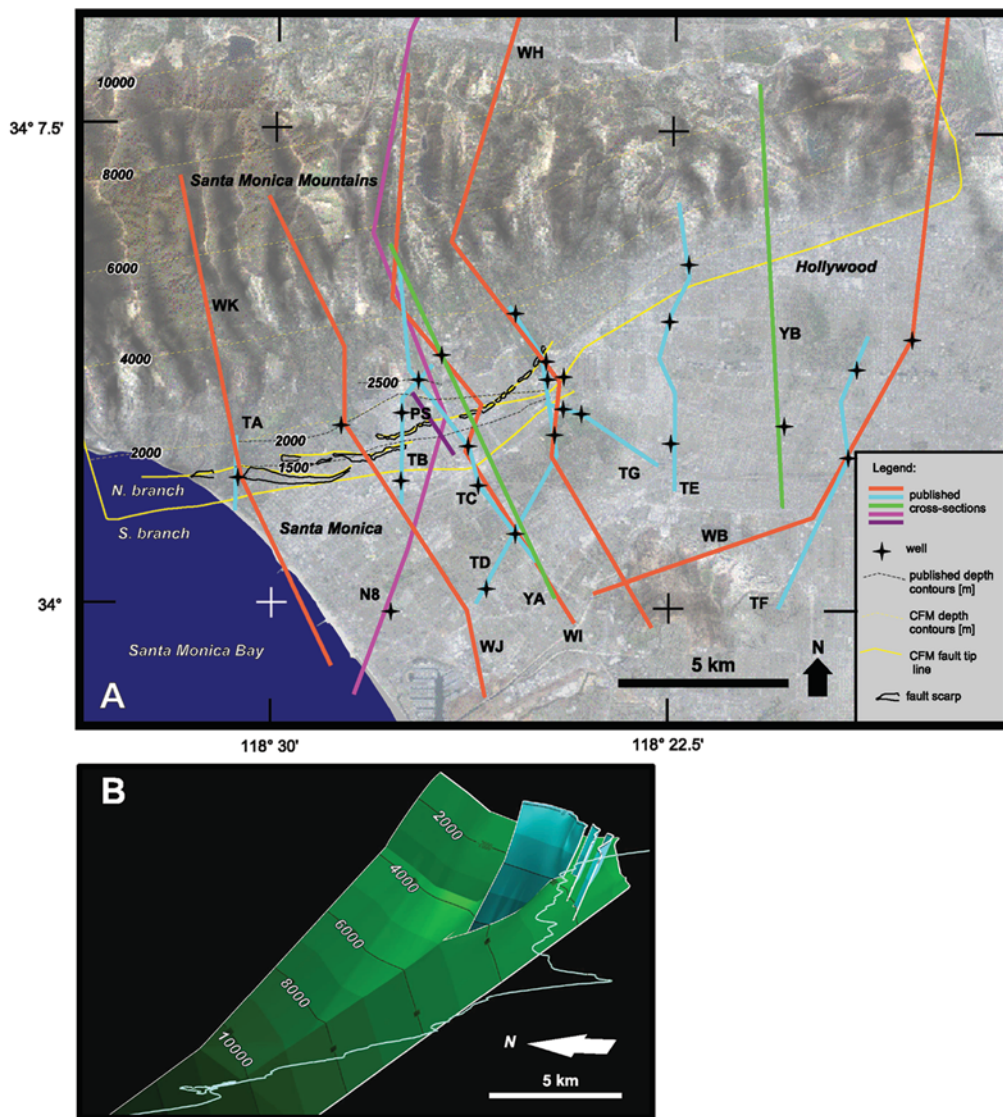 WH
10000
34° 7.5'
8000
Santa Monica Mountains
6000
Hollywood
WK
YB
4000
2500
TA
PS
2000
2000
TB
1500
TG
N. branch
TC
TE
S. branch
Santa Monica
WB
TD
N8
YA
TF
34°
WI
WJ
Santa Monica Bay
5 km
N
A
118° 30'
118° 22.5'
Legend:
published
cross-sections
well
published depth
contours [m]
CFM depth
contours [m]
CFM fault tip
line
fault scarp
B
2000
4000
6000
8000
10000
N
5 km